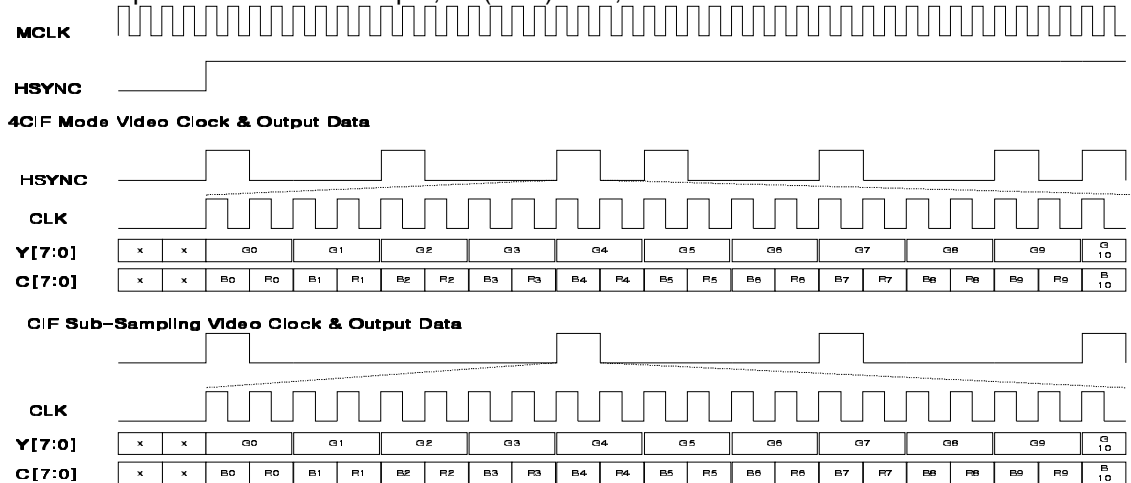 MCLK
HSYNC
4CIF Mode Video Clock & Output Data
HSYNC
CLK
Y[7:0] x x G0 G1 G2 G3 G4 G5 G6 G7 G8 G9 G 10
C[7:0] x x B0 R0 B1 R1 B2 R2 B3 R3 B4 R4 B5 R5 B6 R6 B7 R7 B8 R8 B9 R9 B 10
CIF Sub-Sampling Video Clock & Output Data
CLK
Y[7:0] x x G0 G1 G2 G3 G4 G5 G6 G7 G8 G9 G 10
C[7:0] x x B0 R0 B1 R1 B2 R2 B3 R3 B4 R4 B5 R5 B6 R6 B7 R7 B8 R8 B9 R9 B 10